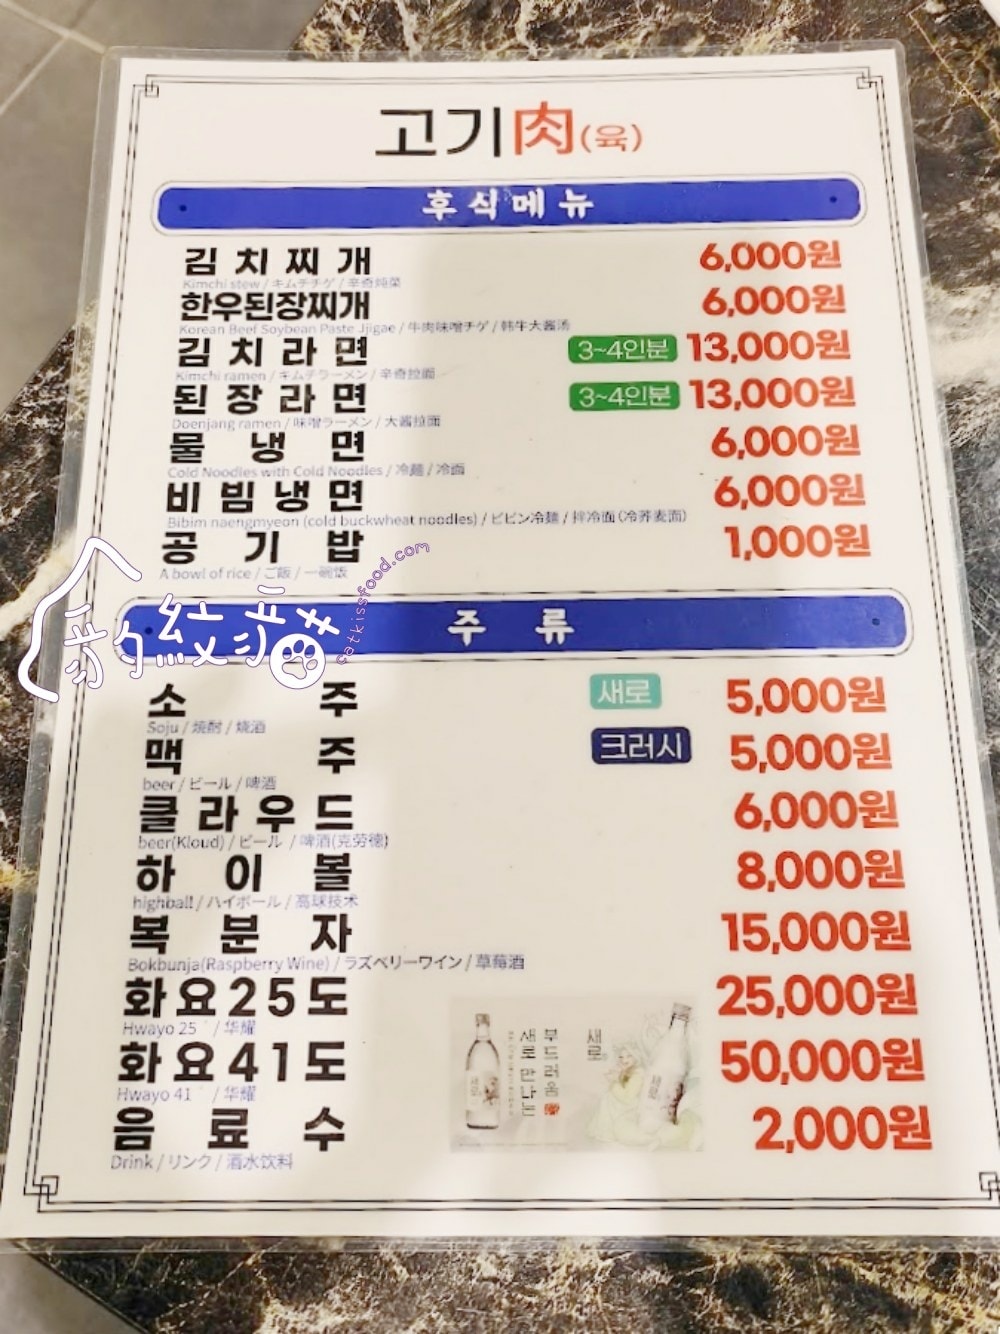 고기肉(육)
후식메뉴
김치찌개 6,000원
Kimchi stew / キムチチゲ / 辛奇炖菜
한우된장찌개 6,000원
Korean Beef Soybean Paste Jjigae / 牛肉味噌チゲ / 韩牛大酱汤
김치라면 3~4인분 13,000원
Kimchi ramen / キムチラーメン / 辛奇拉面
된장라면 3~4인분 13,000원
Doenjang ramen / 味噌ラーメン / 大酱拉面
물냉면 6,000원
Cold Noodles with Cold Noodles / 冷麺 / 冷面
비빔냉면 6,000원
Bibim naengmyeon (cold buckwheat noodles) / ビビン冷麺 / 拌冷面(冷荞麦面)
공기밥 1,000원
A bowl of rice / ご飯 / 一碗饭
catkissfood.com
주류
소주 새로 5,000원
Soju / 焼酎 / 烧酒
맥주 크러시 5,000원
beer / ビール / 啤酒
클라우드 6,000원
beer(Kloud) / ビール / 啤酒(克劳德)
하이볼 8,000원
highball / ハイボール / 高球技术
복분자 15,000원
Bokbunja(Raspberry Wine) / ラズベリーワイン / 草莓酒
화요25도 25,000원
Hwayo 25° / 华耀
화요41도 50,000원
Hwayo 41° / 华耀
음료수 2,000원
Drink / リンク / 酒水饮料
부드러움
새로 만나는
새로